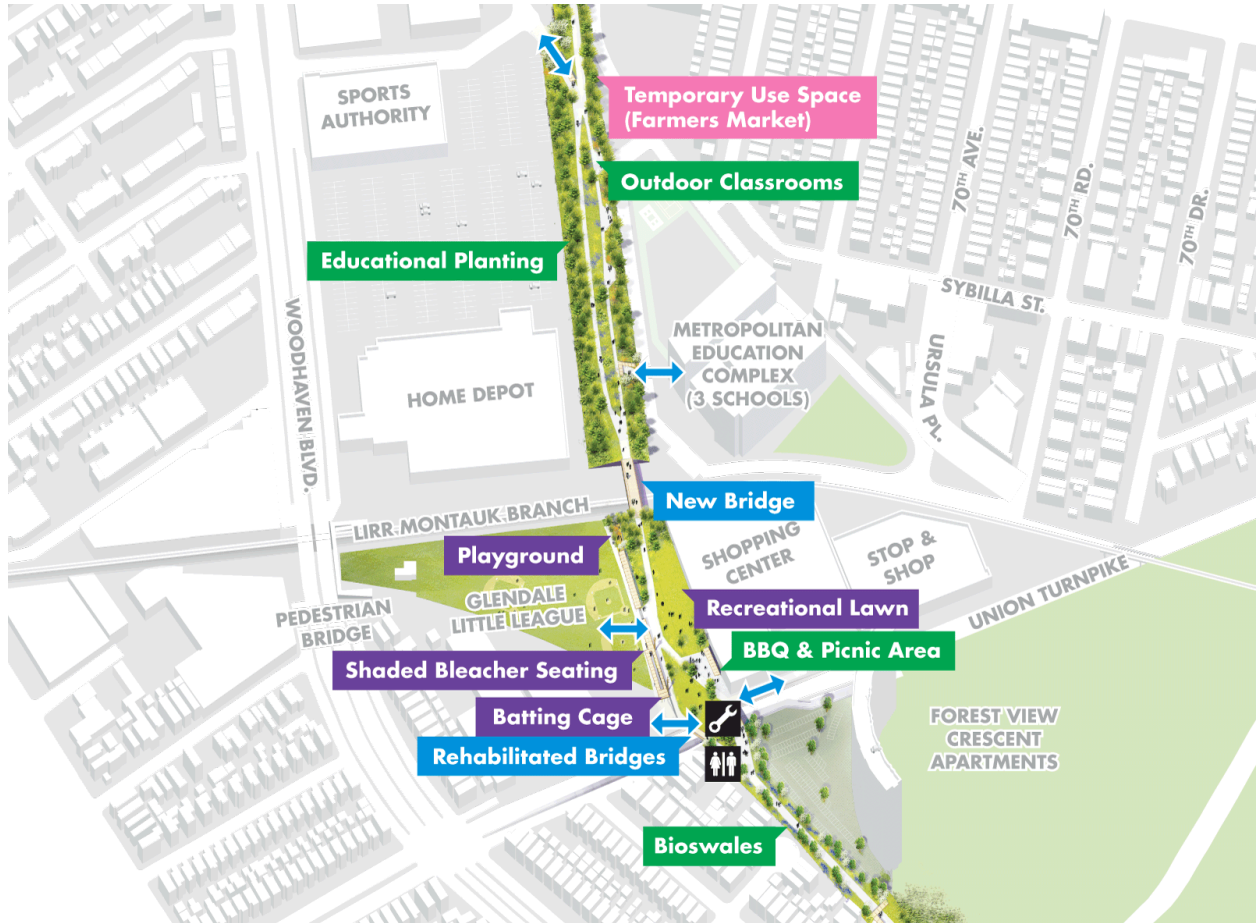 SPORTS
AUTHORITY
Temporary Use Space
(Farmers Market)
Outdoor Classrooms
70TH AVE.
70TH RD.
70TH DR.
Educational Planting
SYBILLA ST.
WOODHAVEN BLVD.
METROPOLITAN
EDUCATION
COMPLEX
(3 SCHOOLS)
URSULA PL.
HOME DEPOT
New Bridge
LIRR MONTAUK BRANCH
Playground
SHOPPING
CENTER
STOP &
SHOP
UNION TURNPIKE
PEDESTRIAN
BRIDGE
GLENDALE
LITTLE LEAGUE
Recreational Lawn
BBQ & Picnic Area
Shaded Bleacher Seating
Batting Cage
Rehabilitated Bridges
FOREST VIEW
CRESCENT
APARTMENTS
Bioswales